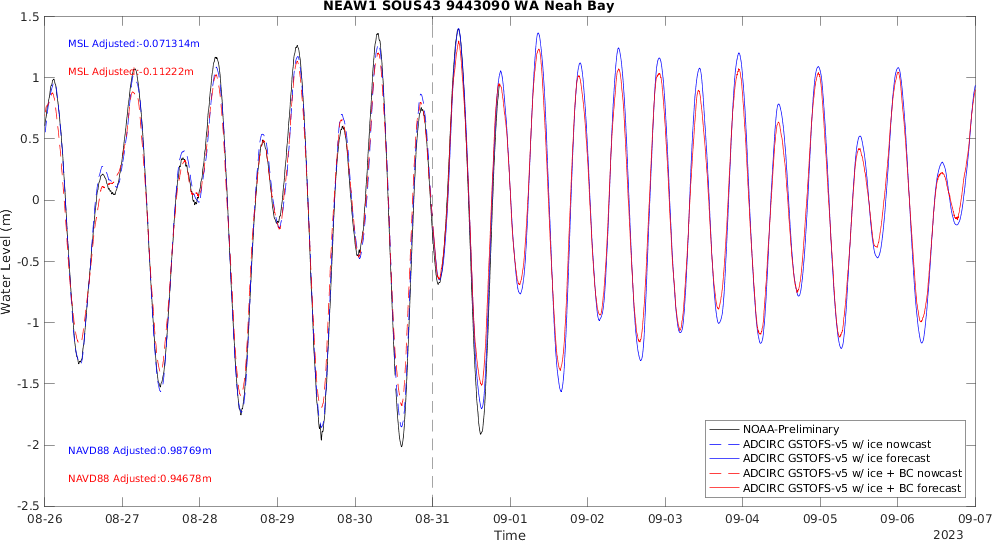 NEAW1 SOUS43 9443090 WA Neah Bay
1.5
1
0.5
0
-0.5
-1
-1.5
-2
-2.5
Water Level (m)
MSL Adjusted:-0.071314m
MSL Adjusted:-0.11222m
NAVD88 Adjusted:0.98769m
NAVD88 Adjusted:0.94678m
NOAA-Preliminary
ADCIRC GSTOFS-v5 w/ ice nowcast
ADCIRC GSTOFS-v5 w/ ice forecast
ADCIRC GSTOFS-v5 w/ ice + BC nowcast
ADCIRC GSTOFS-v5 w/ ice + BC forecast
08-26 08-27 08-28 08-29 08-30 08-31 09-01 09-02 09-03 09-04 09-05 09-06 09-07
Time
2023